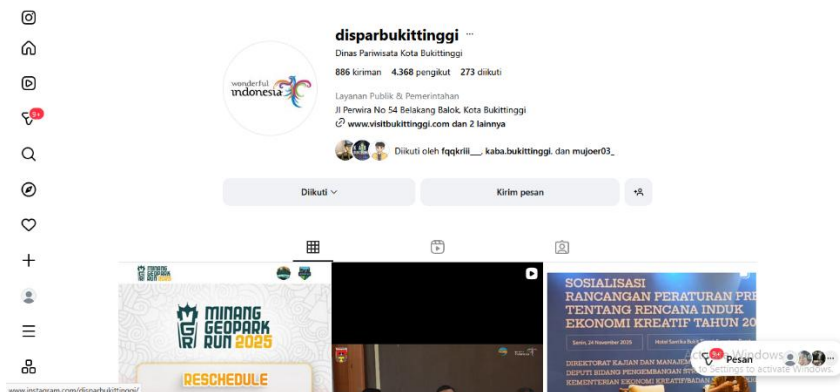 disparbukittinggi ...
Dinas Pariwisata Kota Bukittinggi
886 kiriman 4.368 pengikut 273 diikuti
Layanan Publik & Pemerintahan
Jl Perwira No 54 Belakang Balok, Kota Bukittinggi
www.visitbukittinggi.com dan 2 lainnya
wonderful
indonesia
Diikuti oleh fqqkriii___, kaba.bukittinggi, dan mujoer03_
9+
Diikuti
Kirim pesan
MINANG
GEOPARK
RUN 2025
MINANG
GEOPARK
RUN 2025
RESCHEDULE
SOSIALISASI
RANCANGAN PERATURAN PRE
TENTANG RENCANA INDUK
EKONOMI KREATIF TAHUN 20
Senin, 24 November 2025
DIREKTORAT KAJIAN DAN MANAJEM
DEPUTI BIDANG PENGEMBANGAN STR
KEMENTERIAN EKONOMI KREATIF/BADAN
9+
Pesan
Windows
to Settings to activate Windows.
www.instagram.com/disparbukittinggi/